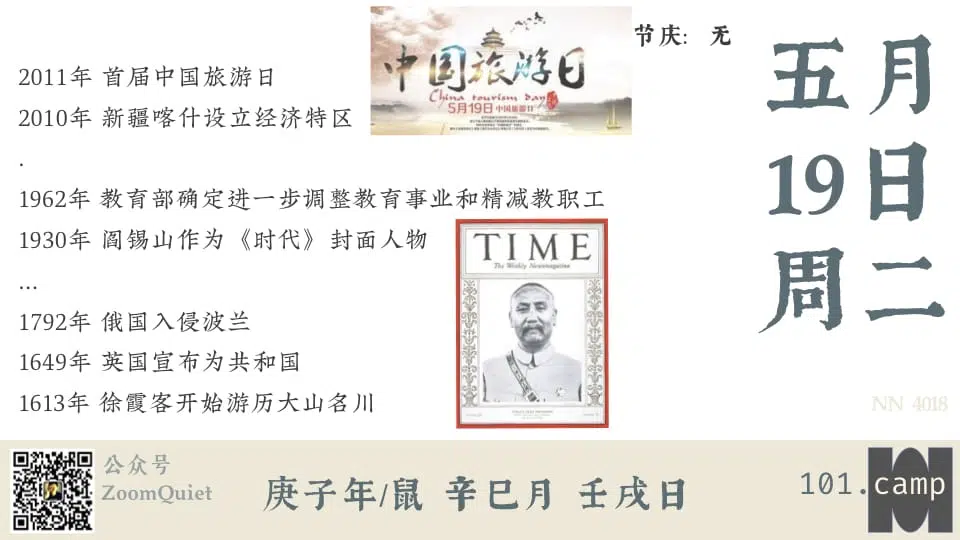 节庆: 无
2011年 首届中国旅游日
2010年 新疆喀什设立经济特区
.
1962年 教育部确定进一步调整教育事业和精减教职工
1930年 阎锡山作为《时代》封面人物
...
1792年 俄国入侵波兰
1649年 英国宣布为共和国
1613年 徐霞客开始游历大山名川
中国旅游日
China tourism day
5月19日 中国旅游日
TIME
The Weekly Newsmagazine
五月
19日
周二
NN 4018
公众号
ZoomQuiet
庚子年/鼠 辛巳月 壬戌日
101.camp